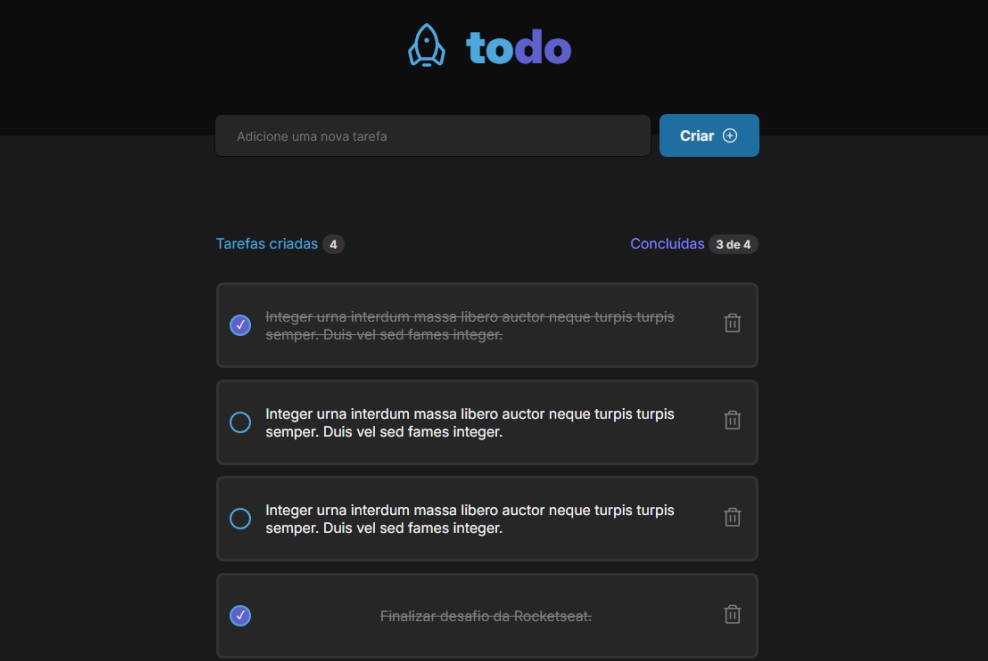 todo
Adicione uma nova tarefa
Criar
Tarefas criadas 4
Concluídas 3 de 4
Integer urna interdum massa libero auctor neque turpis turpis
semper. Duis vel sed fames integer.
Integer urna interdum massa libero auctor neque turpis turpis
semper. Duis vel sed fames integer.
Integer urna interdum massa libero auctor neque turpis turpis
semper. Duis vel sed fames integer.
Finalizar desafio da Rocketseat.